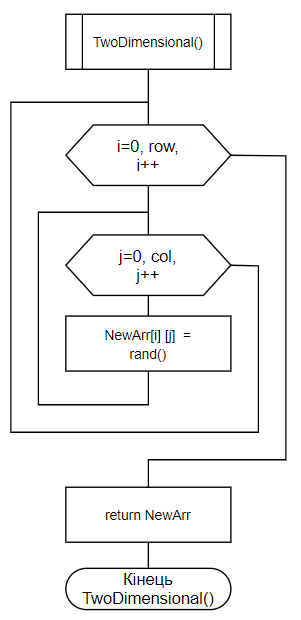 TwoDimensional()
i=0, row,
i++
j=0, col,
j++
NewArr[i] [j] =
rand()
return NewArr
Кінець
TwoDimensional()